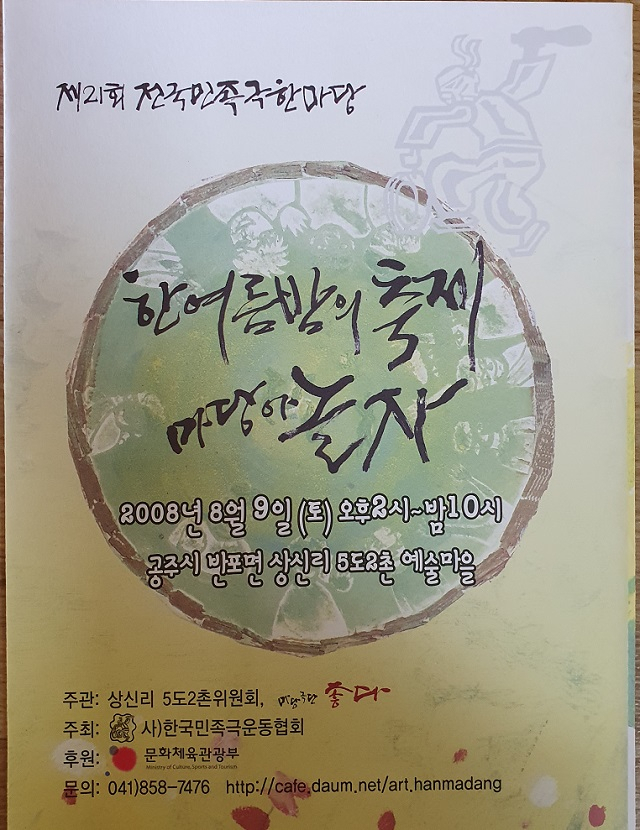 제21회 전국민족극한마당
한여름밤의 축제
마당아 놀자
2008년 8월 9일 (토) 오후2시~밤10시
공주시 반포면 상신리 5도2촌 예술마을
주관: 상신리 5도2촌위원회, 마당극단 좋다
주최: 사)한국민족극운동협회
후원: 문화체육관광부
Ministry of Culture, Sports and Tourism
문의: 041)858-7476 http://cafe.daum.net/art.hanmadang